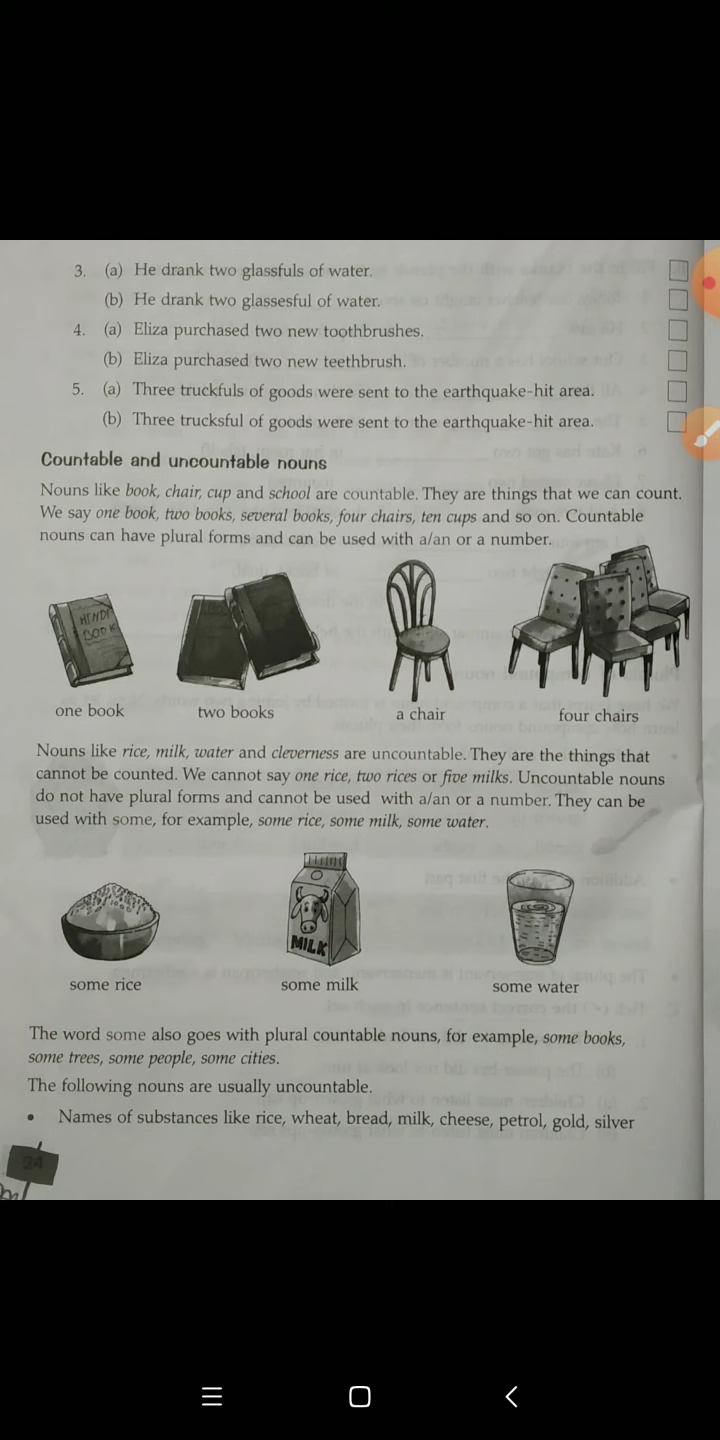 3. (a) He drank two glassfuls of water.
(b) He drank two glassesful of water.
4. (a) Eliza purchased two new toothbrushes.
(b) Eliza purchased two new teethbrush.
5. (a) Three truckfuls of goods were sent to the earthquake-hit area.
(b) Three trucksful of goods were sent to the earthquake-hit area.
Countable and uncountable nouns
Nouns like book, chair, cup and school are countable. They are things that we can count.
We say one book, two books, several books, four chairs, ten cups and so on. Countable
nouns can have plural forms and can be used with a/an or a number.
HINDI
BOOK
one book two books a chair four chairs
Nouns like rice, milk, water and cleverness are uncountable. They are the things that
cannot be counted. We cannot say one rice, two rices or five milks. Uncountable nouns
do not have plural forms and cannot be used with a/an or a number. They can be
used with some, for example, some rice, some milk, some water.
MILK
some rice some milk some water
The word some also goes with plural countable nouns, for example, some books,
some trees, some people, some cities.
The following nouns are usually uncountable.
• Names of substances like rice, wheat, bread, milk, cheese, petrol, gold, silver
24